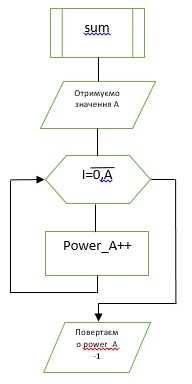 sum
Отримуємо
значення А
I=0,A
Power_A++
Повертаєм
о power_A
-1